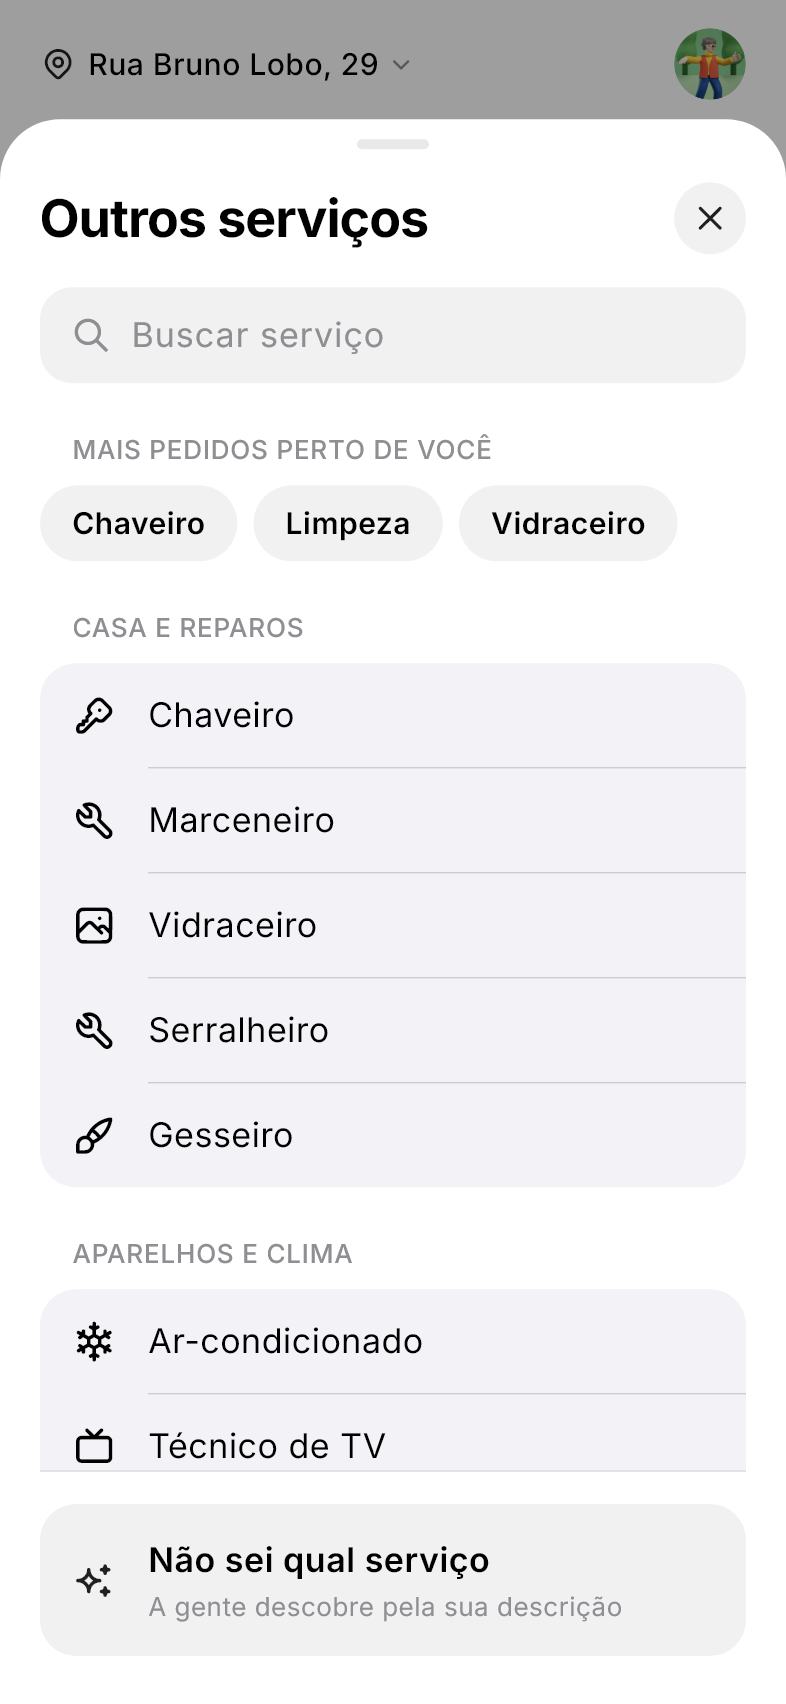 Rua Bruno Lobo, 29
Outros serviços
Buscar serviço
MAIS PEDIDOS PERTO DE VOCÊ
Chaveiro
Limpeza
Vidraceiro
CASA E REPAROS
Chaveiro
Marceneiro
Vidraceiro
Serralheiro
Gesseiro
APARELHOS E CLIMA
Ar-condicionado
Técnico de TV
Não sei qual serviço
A gente descobre pela sua descrição